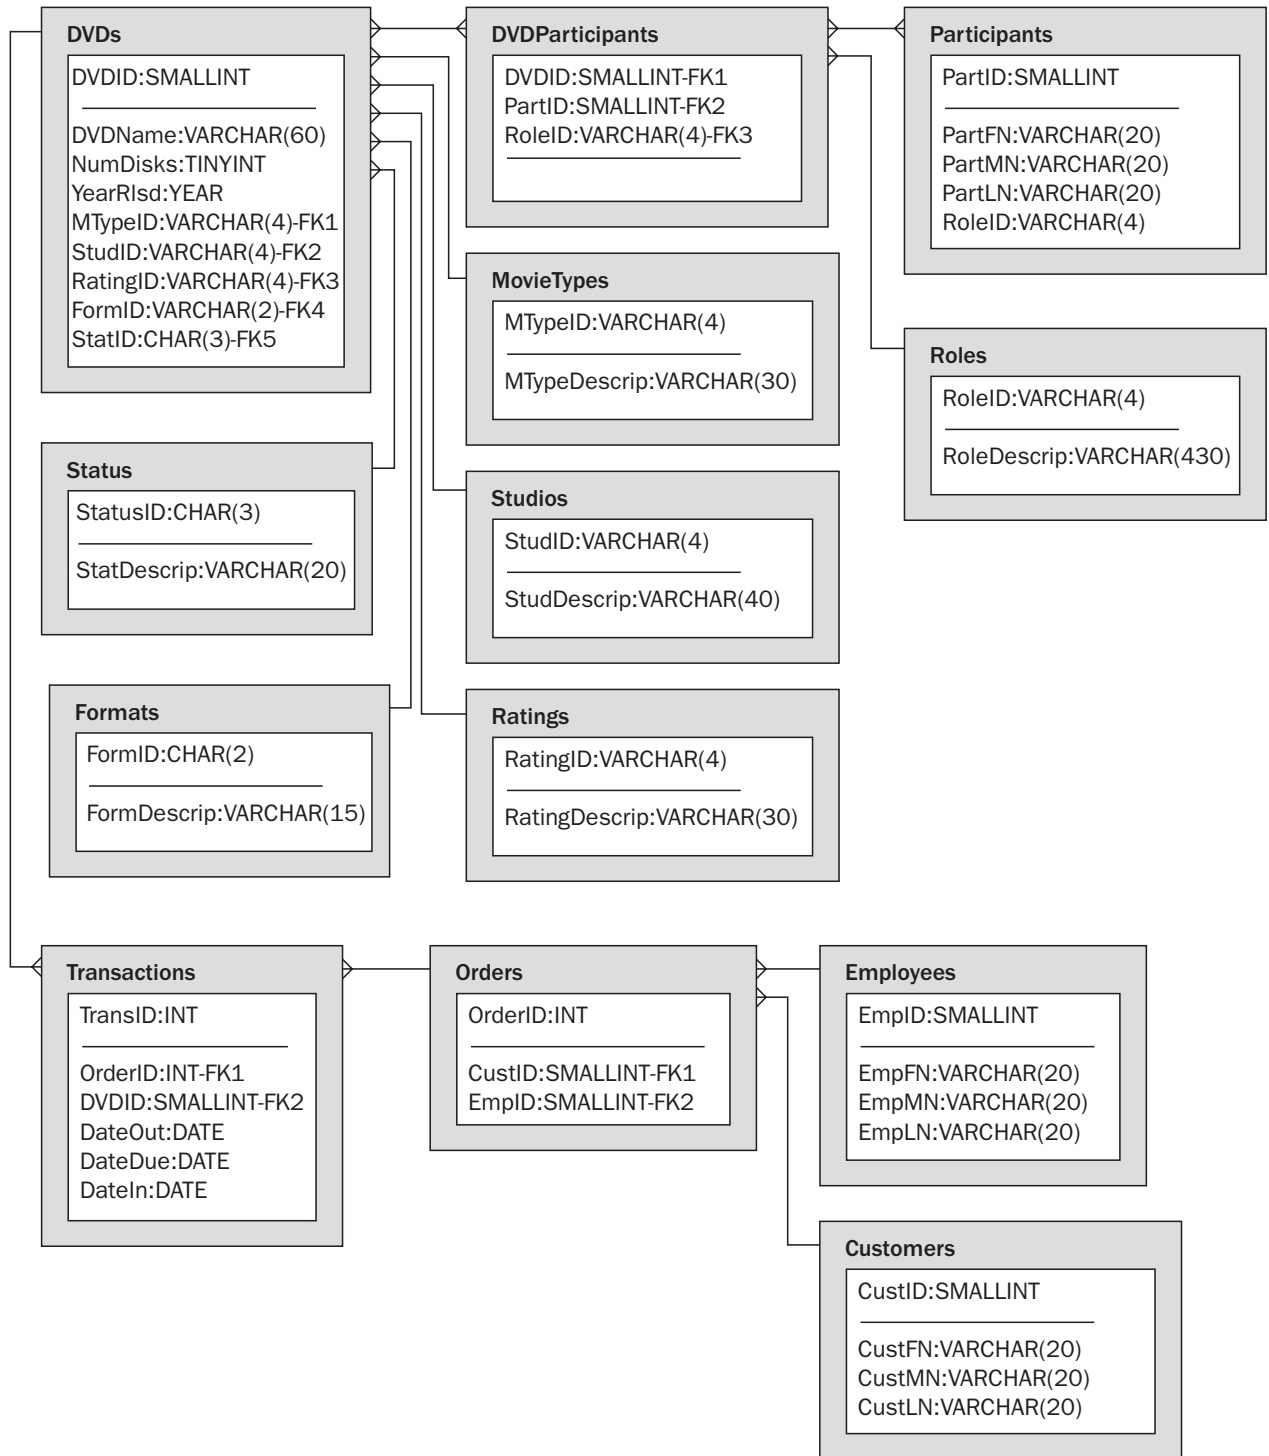 DVDs
DVDID:SMALLINT
DVDName:VARCHAR(60)
NumDisks:TINYINT
YearRlsd:YEAR
MTypeID:VARCHAR(4)-FK1
StudID:VARCHAR(4)-FK2
RatingID:VARCHAR(4)-FK3
FormID:VARCHAR(2)-FK4
StatID:CHAR(3)-FK5
DVDParticipants
DVDID:SMALLINT-FK1
PartID:SMALLINT-FK2
RoleID:VARCHAR(4)-FK3
Participants
PartID:SMALLINT
PartFN:VARCHAR(20)
PartMN:VARCHAR(20)
PartLN:VARCHAR(20)
RoleID:VARCHAR(4)
MovieTypes
MTypeID:VARCHAR(4)
MTypeDescrip:VARCHAR(30)
Roles
RoleID:VARCHAR(4)
RoleDescrip:VARCHAR(430)
Status
StatusID:CHAR(3)
StatDescrip:VARCHAR(20)
Studios
StudID:VARCHAR(4)
StudDescrip:VARCHAR(40)
Formats
FormID:CHAR(2)
FormDescrip:VARCHAR(15)
Ratings
RatingID:VARCHAR(4)
RatingDescrip:VARCHAR(30)
Transactions
TransID:INT
OrderID:INT-FK1
DVDID:SMALLINT-FK2
DateOut:DATE
DateDue:DATE
DateIn:DATE
Orders
OrderID:INT
CustID:SMALLINT-FK1
EmpID:SMALLINT-FK2
Employees
EmpID:SMALLINT
EmpFN:VARCHAR(20)
EmpMN:VARCHAR(20)
EmpLN:VARCHAR(20)
Customers
CustID:SMALLINT
CustFN:VARCHAR(20)
CustMN:VARCHAR(20)
CustLN:VARCHAR(20)